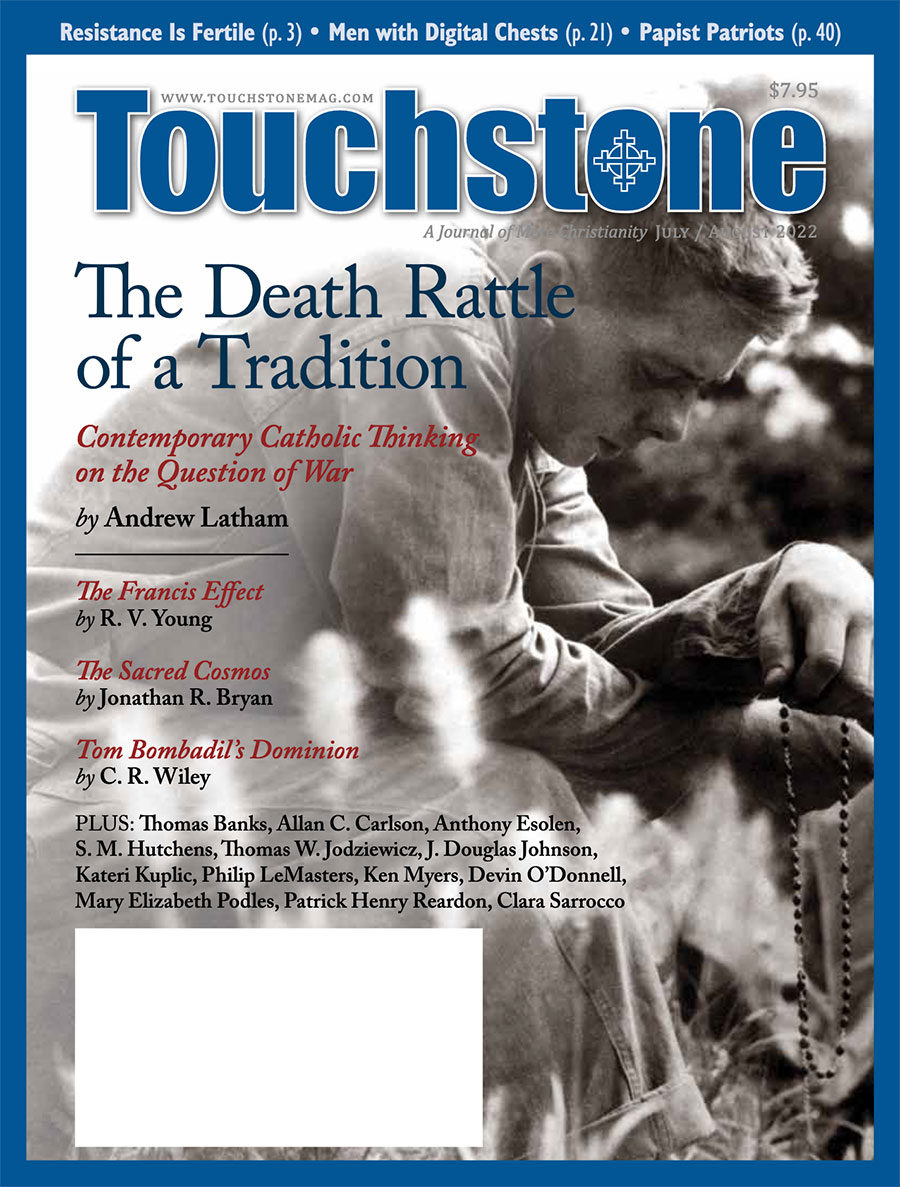 Resistance Is Fertile (p. 3) • Men with Digital Chests (p. 21) • Papist Patriots (p. 40)
WWW.TOUCHSTONEMAG.COM
$7.95
Touchstone
A Journal of Mere Christianity JULY / AUGUST 2022
The Death Rattle
of a Tradition
Contemporary Catholic Thinking
on the Question of War
by Andrew Latham
The Francis Effect
by R. V. Young
The Sacred Cosmos
by Jonathan R. Bryan
Tom Bombadil’s Dominion
by C. R. Wiley
PLUS: Thomas Banks, Allan C. Carlson, Anthony Esolen,
S. M. Hutchens, Thomas W. Jodziewicz, J. Douglas Johnson,
Kateri Kuplic, Philip LeMasters, Ken Myers, Devin O’Donnell,
Mary Elizabeth Podles, Patrick Henry Reardon, Clara Sarrocco